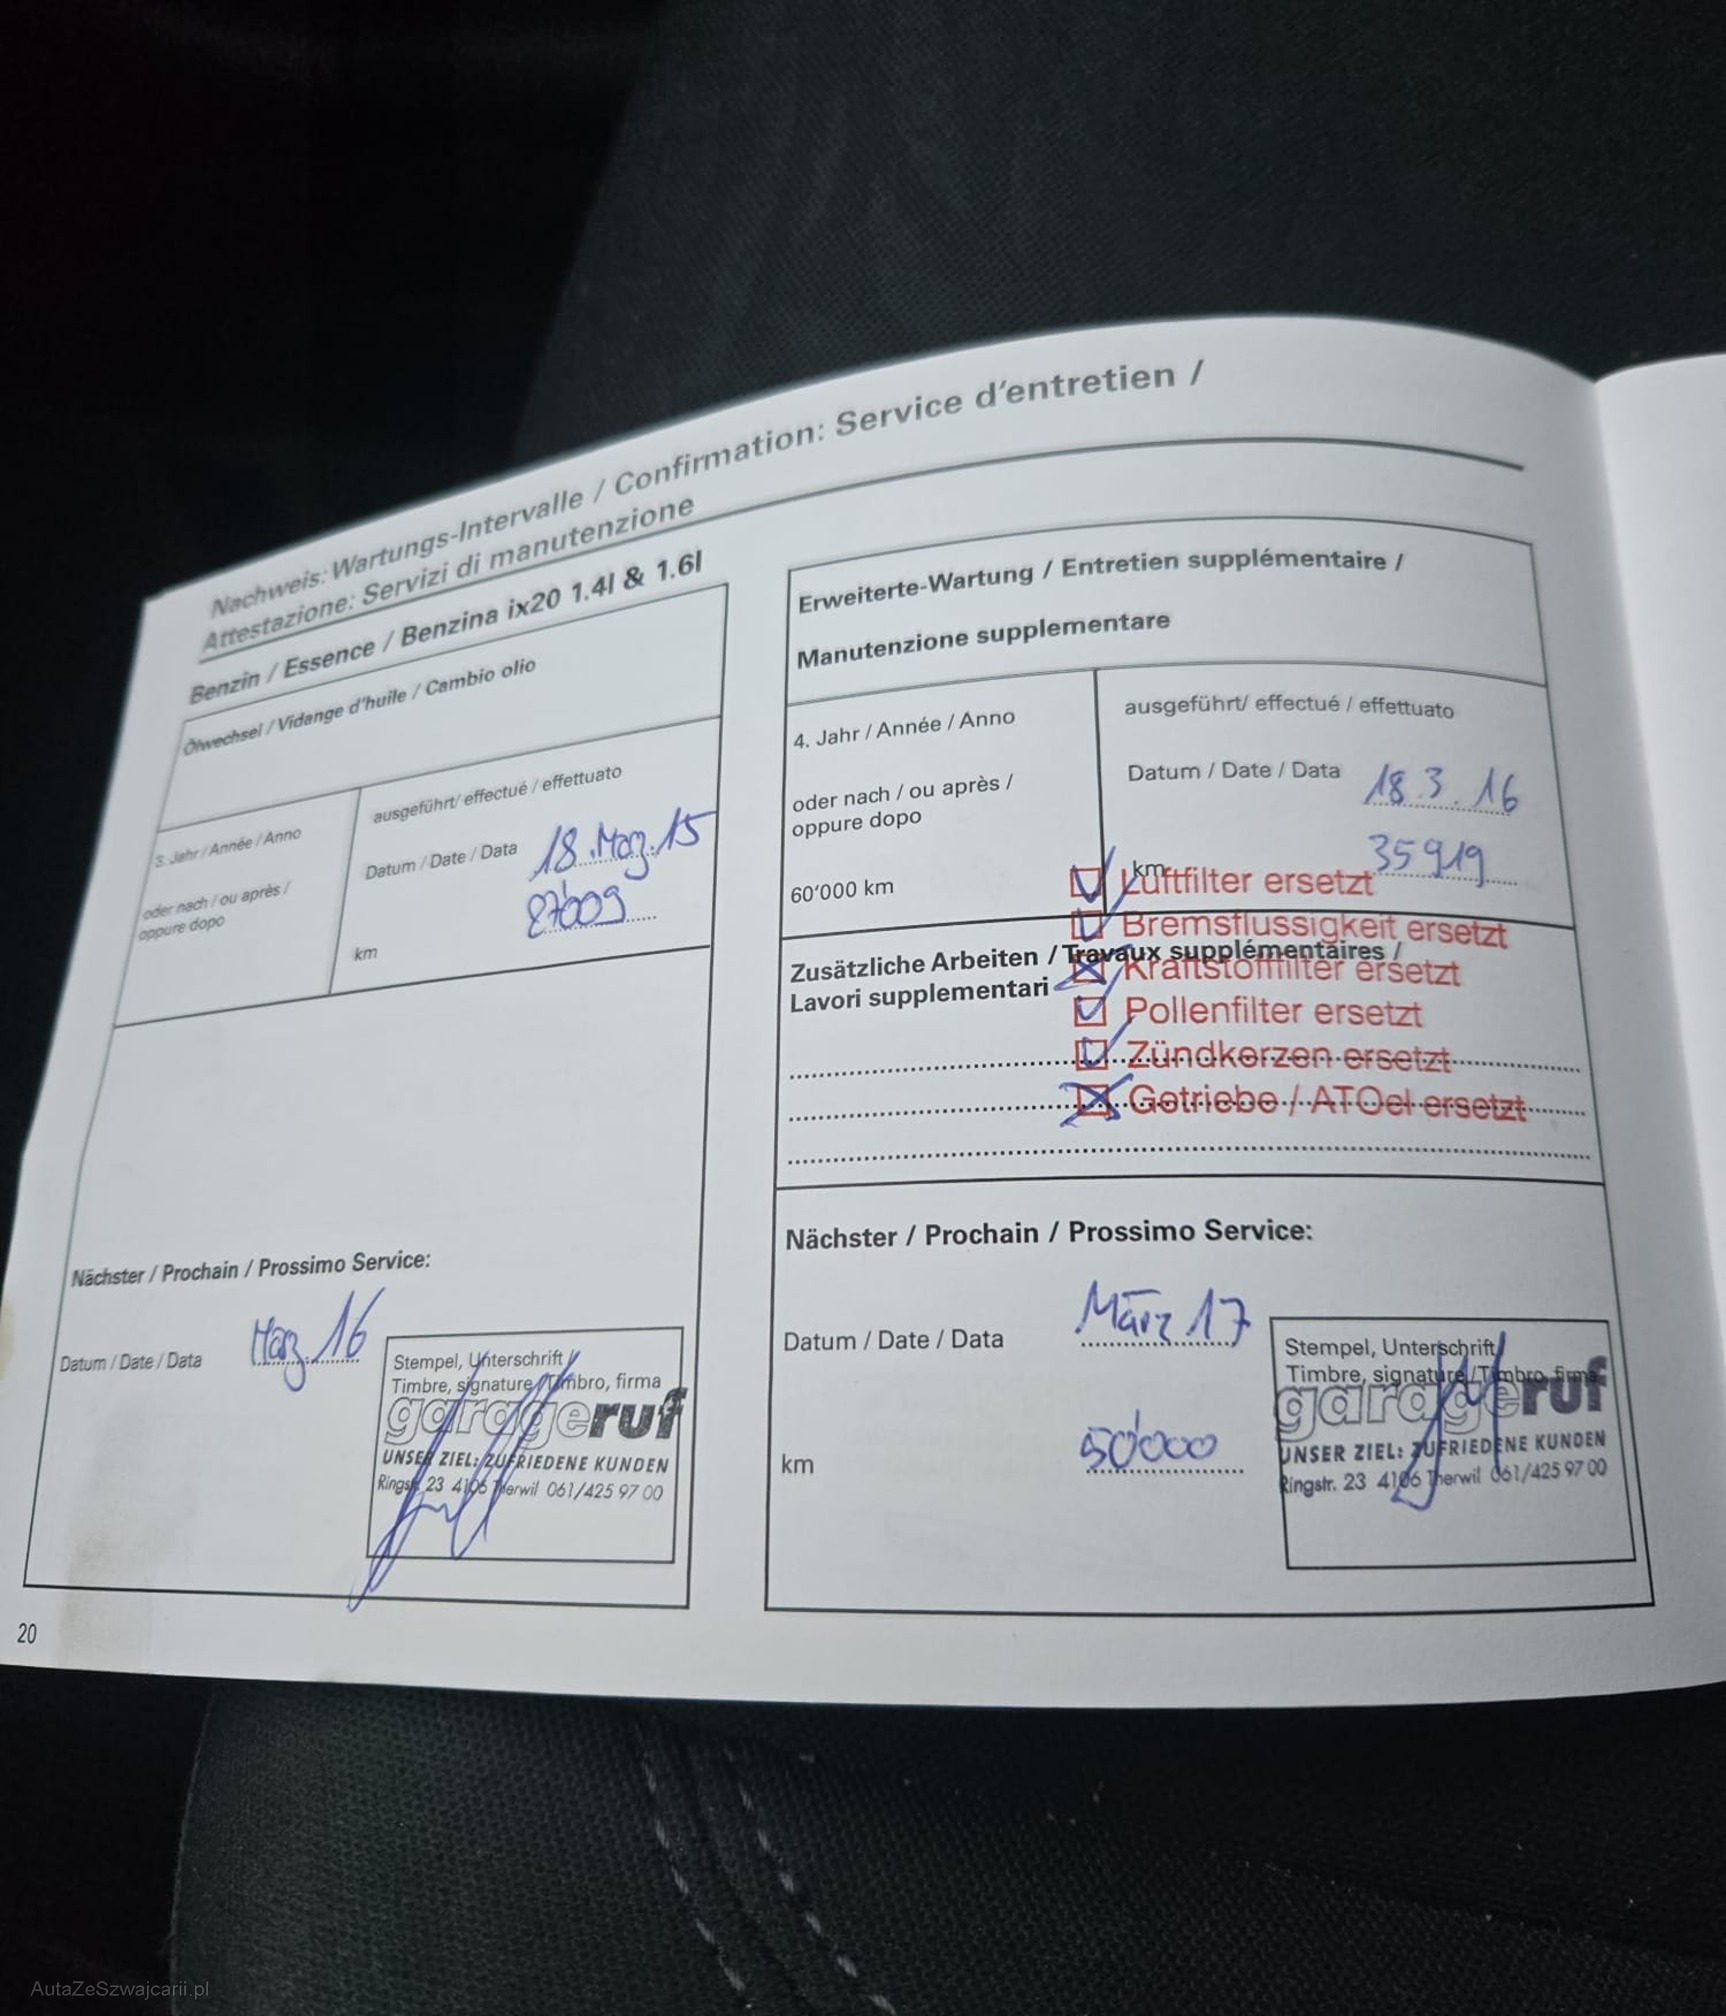 Nachweis: Wartungs-Intervalle / Confirmation: Service d'entretien /
Attestazione: Servizi di manutenzione
Benzin / Essence / Benzina ix20 1.4l & 1.6l
Ölwechsel / Vidange d'huile / Cambio olio
3. Jahr / Année / Anno
oder nach / ou après /
oppure dopo
ausgeführt/ effectué / effettuato
Datum / Date / Data 18. März. 15
km
Nächster / Prochain / Prossimo Service:
Datum / Date / Data März. 16
Stempel, Unterschrift /
Timbre, signature / Timbro, firma
garageruf
UNSER ZIEL: ZUFRIEDENE KUNDEN
Ringstr. 23 4106 Therwil 061/425 97 00
20
Erweiterte-Wartung / Entretien supplémentaire /
Manutenzione supplementare
4. Jahr / Année / Anno
oder nach / ou après /
oppure dopo
60'000 km
ausgeführt/ effectué / effettuato
Datum / Date / Data 18.3.16
km 35919
Luftfilter ersetzt
Bremsflussigkeit ersetzt
Zusätzliche Arbeiten / Travaux supplémentaires /
Lavori supplementari
Kraftstofffilter ersetzt
Pollenfilter ersetzt
Zündkerzen ersetzt
Getriebe / ATOel ersetzt
Nächster / Prochain / Prossimo Service:
Datum / Date / Data März 17
km 50'000
Stempel, Unterschrift /
Timbre, signature / Timbro, firma
garageruf
UNSER ZIEL: ZUFRIEDENE KUNDEN
Ringstr. 23 4106 Therwil 061/425 97 00
AutaZeSzwajcarii.pl